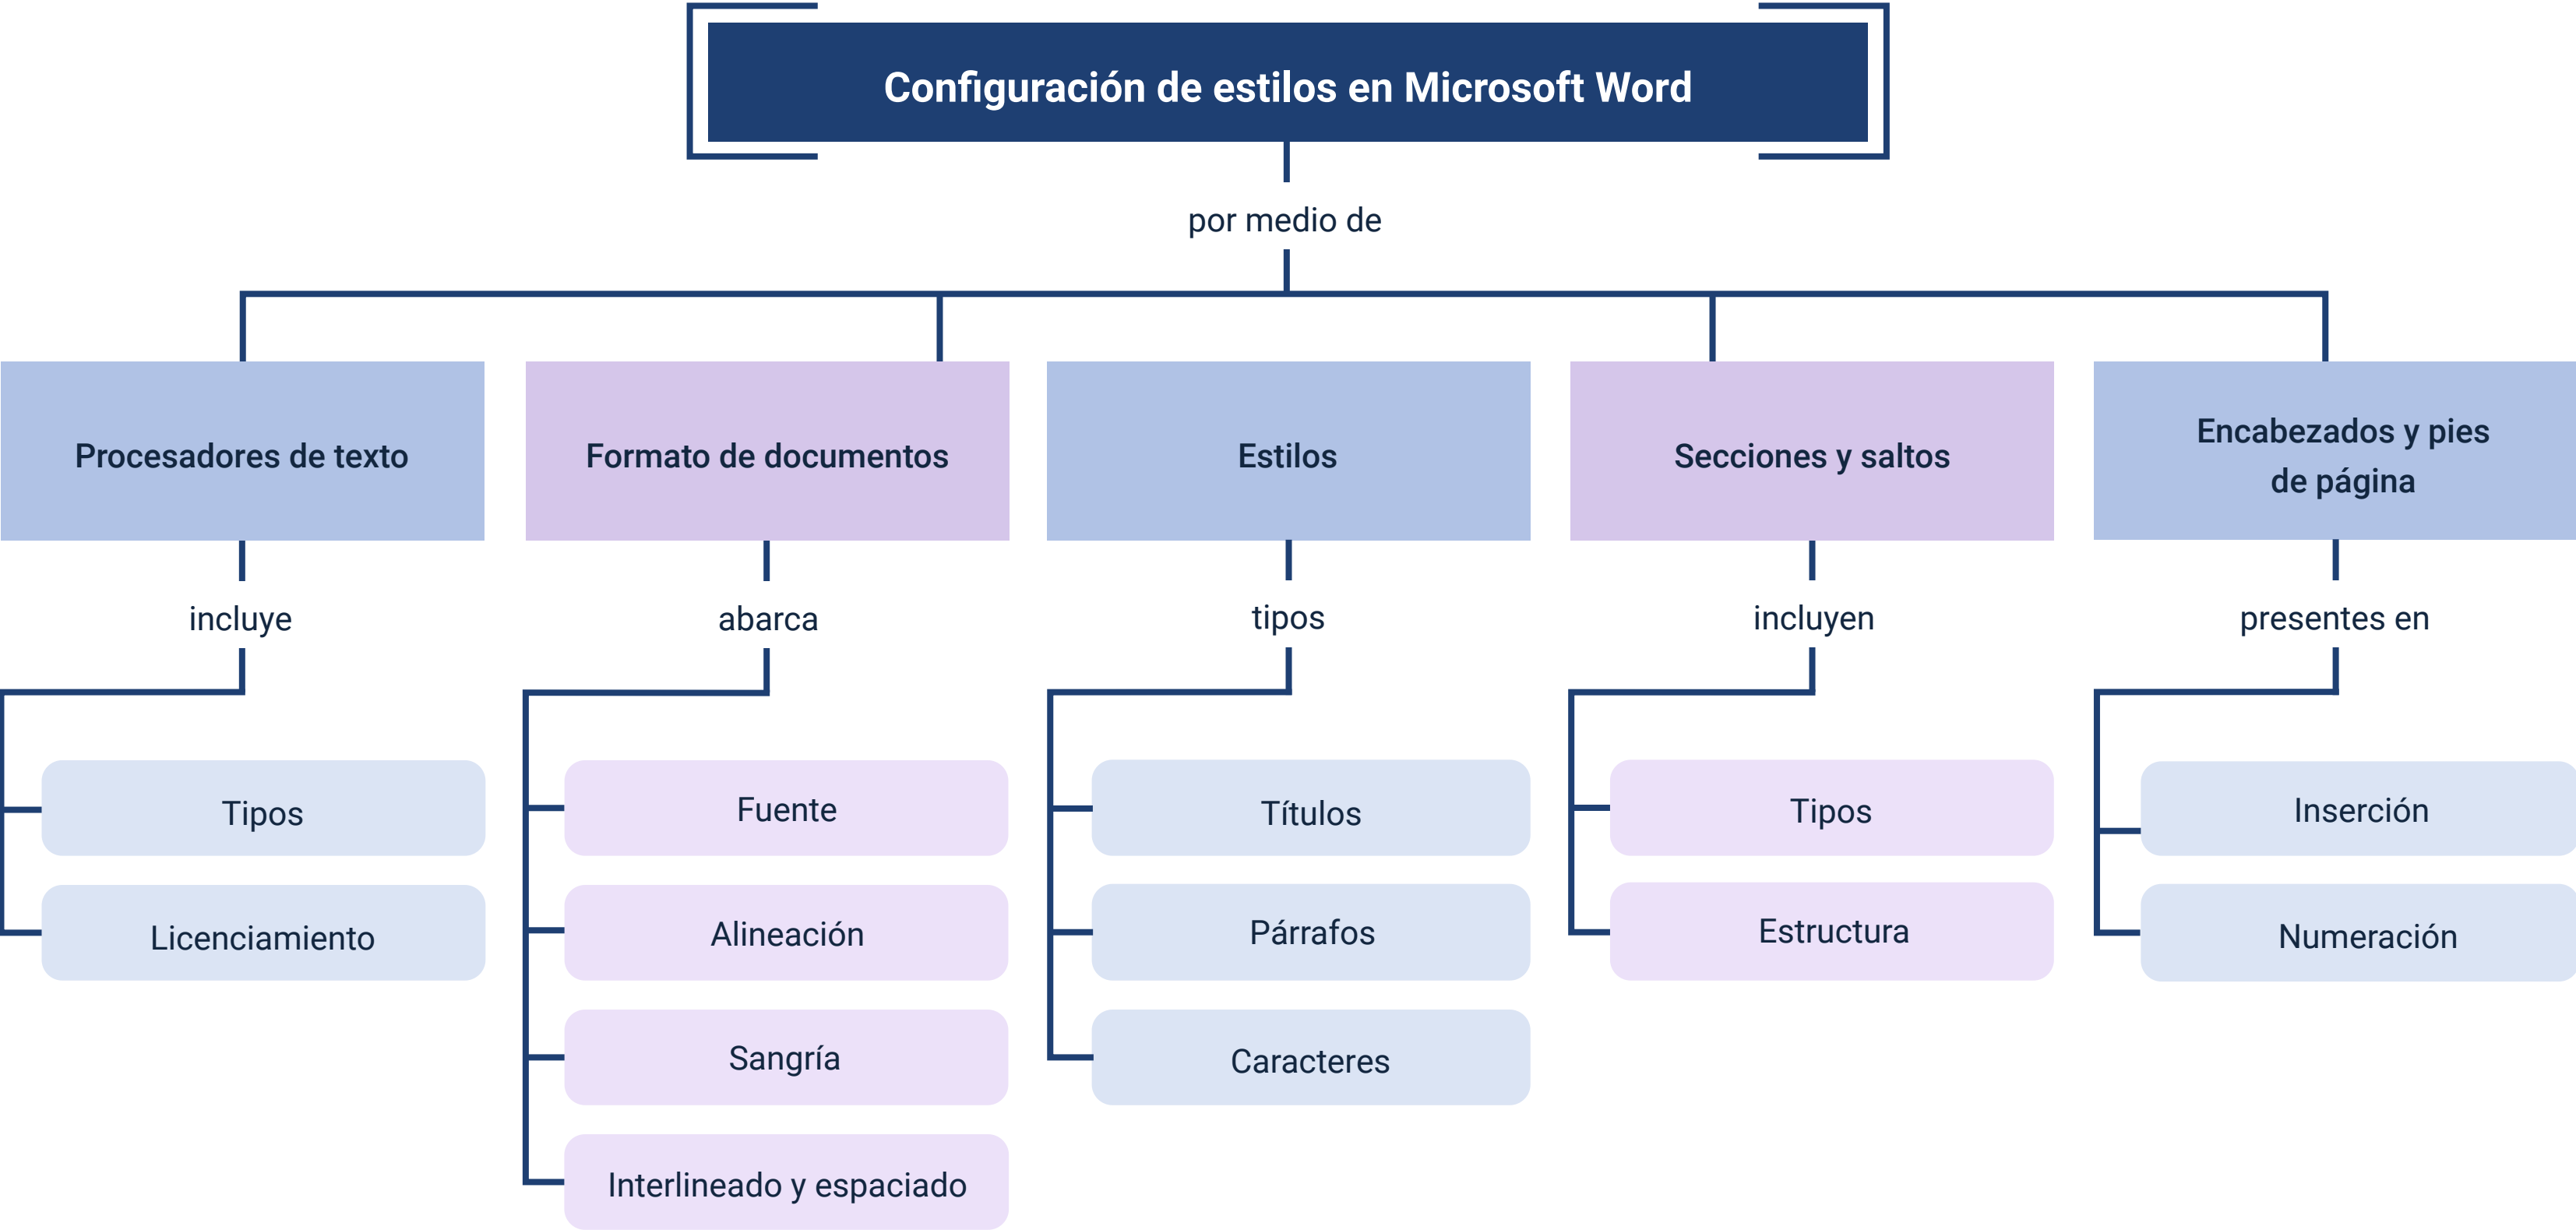 Configuración de estilos en Microsoft Word
por medio de
Procesadores de texto
Formato de documentos
Estilos
Secciones y saltos
Encabezados y pies
de página
incluye
abarca
tipos
incluyen
presentes en
Tipos
Licenciamiento
Fuente
Alineación
Sangría
Interlineado y espaciado
Títulos
Párrafos
Caracteres
Tipos
Estructura
Inserción
Numeración